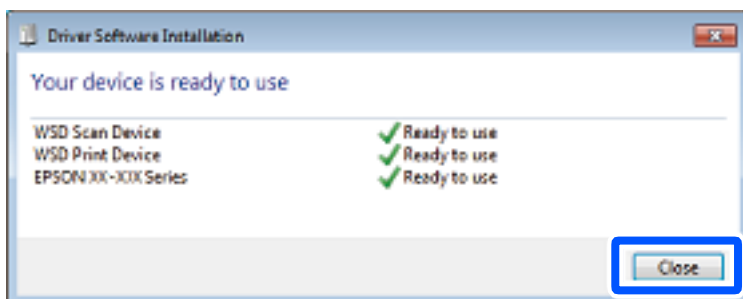 Driver Software Installation
Your device is ready to use
WSD Scan Device Ready to use
WSD Print Device Ready to use
EPSON XX-XXX Series Ready to use
Close